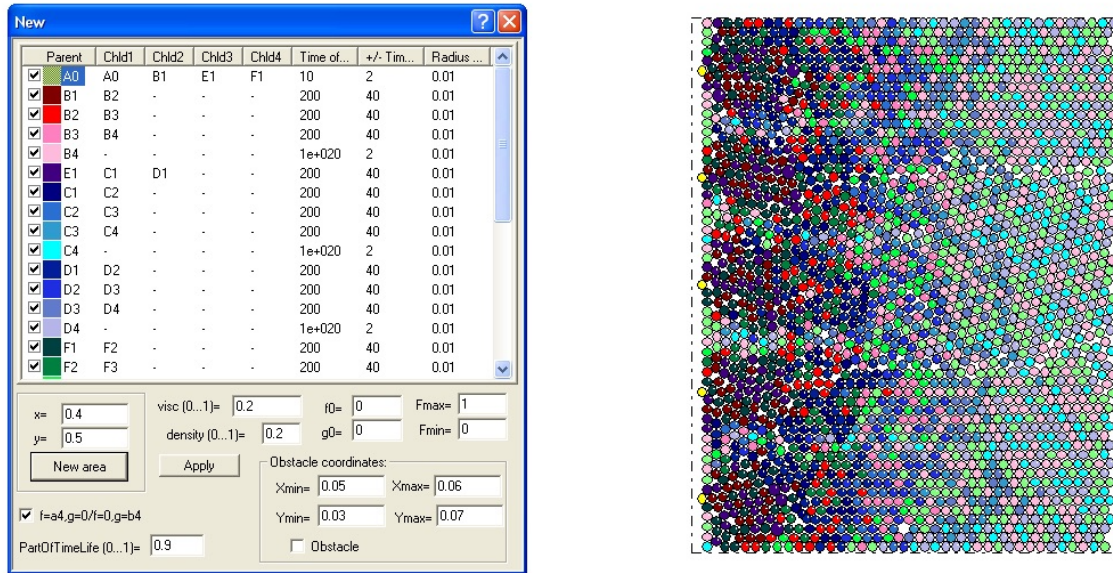 New
Parent Chld1 Chld2 Chld3 Chld4 Time of... +/- Tim... Radius ...
A0 A0 B1 E1 F1 10 2 0.01
B1 B2 - - - 200 40 0.01
B2 B3 - - - 200 40 0.01
B3 B4 - - - 200 40 0.01
B4 - - - - 1e+020 2 0.01
E1 C1 D1 - - 200 40 0.01
C1 C2 - - - 200 40 0.01
C2 C3 - - - 200 40 0.01
C3 C4 - - - 200 40 0.01
C4 - - - - 1e+020 2 0.01
D1 D2 - - - 200 40 0.01
D2 D3 - - - 200 40 0.01
D3 D4 - - - 200 40 0.01
D4 - - - - 1e+020 2 0.01
F1 F2 - - - 200 40 0.01
F2 F3 - - - 200 40 0.01
x= 0.4 visc (0...1)= 0.2 f0= 0 Fmax= 1
y= 0.5 density (0...1)= 0.2 g0= 0 Fmin= 0
New area Apply Obstacle coordinates:
Xmin= 0.05 Xmax= 0.06
f=a4,g=0/f=0,g=b4 Ymin= 0.03 Ymax= 0.07
PartOfTimeLife (0...1)= 0.9 Obstacle